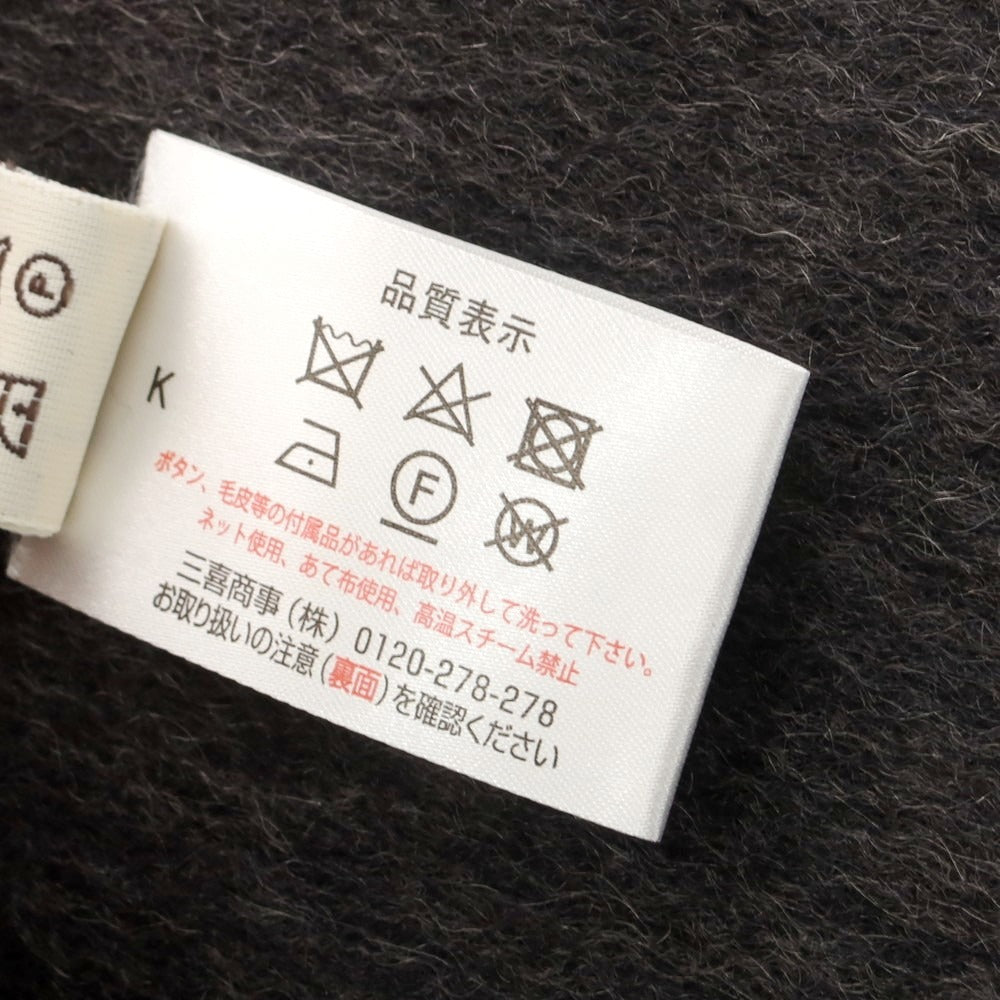 品質表示
K
P
F
W
ボタン、毛皮等の付属品があれば取り外して洗って下さい。
ネット使用、あて布使用、高温スチーム禁止
三喜商事（株） 0120-278-278
お取り扱いの注意(裏面)を確認ください